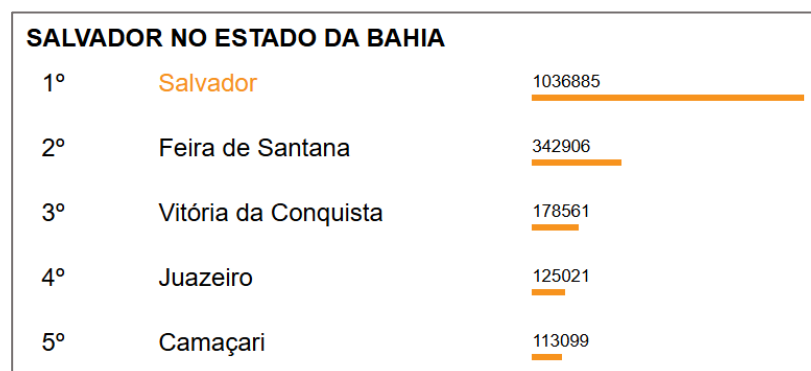 SALVADOR NO ESTADO DA BAHIA
1º Salvador 1036885
2º Feira de Santana 342906
3º Vitória da Conquista 178561
4º Juazeiro 125021
5º Camaçari 113099